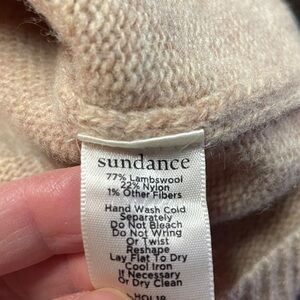 sundance
77% Lambswool
22% Nylon
1% Other Fibers
Hand Wash Cold
Separately
Do Not Bleach
Do Not Wring
Or Twist
Reshape
Lay Flat To Dry
Cool Iron
If Necessary
Or Dry Clean
HOL18